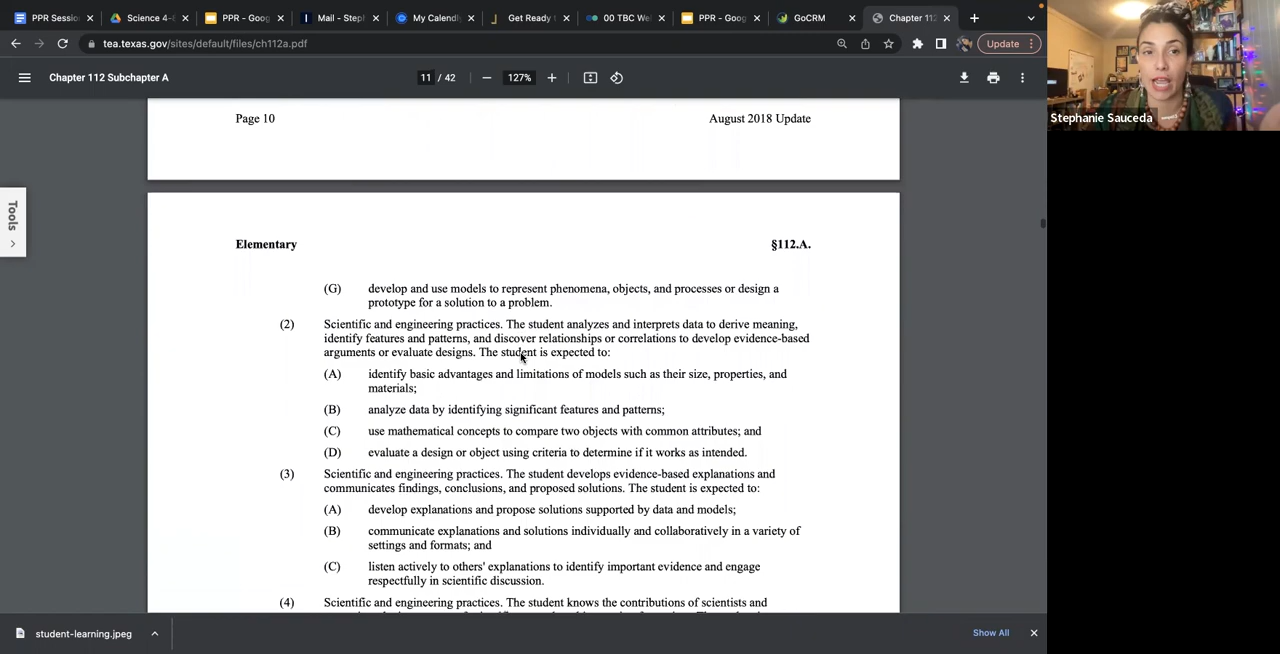 PPR Sessi
Science 4-8
PPR - Goog
Mail - Step
My Calendl
Get Ready
00 TBC We
PPR - Goog
GoCRM
Chapter 112
tea.texas.gov/sites/default/files/ch112a.pdf
Update
Chapter 112 Subchapter A
11 / 42
127%
Stephanie Sauceda
Page 10
August 2018 Update
Tools
Elementary
§112.A.
(G) develop and use models to represent phenomena, objects, and processes or design a
prototype for a solution to a problem.
(2) Scientific and engineering practices. The student analyzes and interprets data to derive meaning,
identify features and patterns, and discover relationships or correlations to develop evidence-based
arguments or evaluate designs. The student is expected to:
(A) identify basic advantages and limitations of models such as their size, properties, and
materials;
(B) analyze data by identifying significant features and patterns;
(C) use mathematical concepts to compare two objects with common attributes; and
(D) evaluate a design or object using criteria to determine if it works as intended.
(3) Scientific and engineering practices. The student develops evidence-based explanations and
communicates findings, conclusions, and proposed solutions. The student is expected to:
(A) develop explanations and propose solutions supported by data and models;
(B) communicate explanations and solutions individually and collaboratively in a variety of
settings and formats; and
(C) listen actively to others' explanations to identify important evidence and engage
respectfully in scientific discussion.
(4) Scientific and engineering practices. The student knows the contributions of scientists and
student-learning.jpeg
Show All